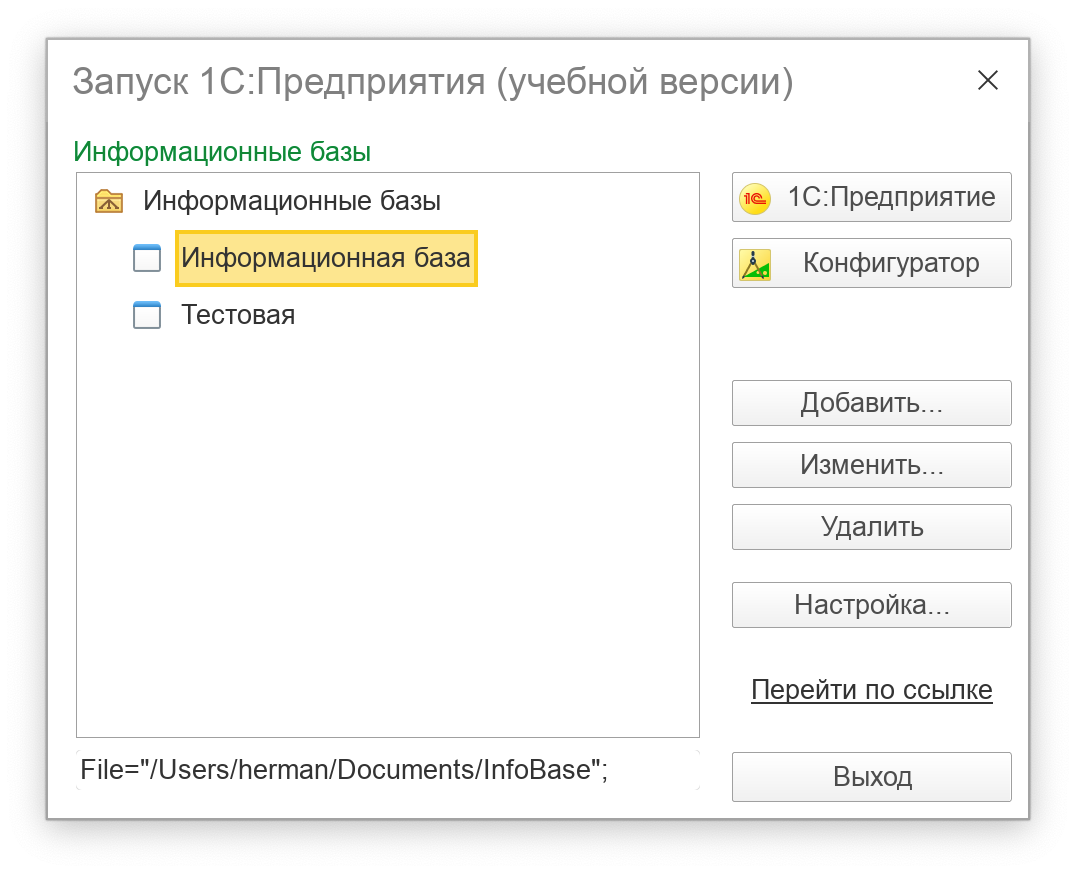 Запуск 1С:Предприятия (учебной версии)
Информационные базы
Информационные базы
Информационная база
Тестовая
File="/Users/herman/Documents/InfoBase";
1С 1С:Предприятие
Конфигуратор
Добавить...
Изменить...
Удалить
Настройка...
Перейти по ссылке
Выход